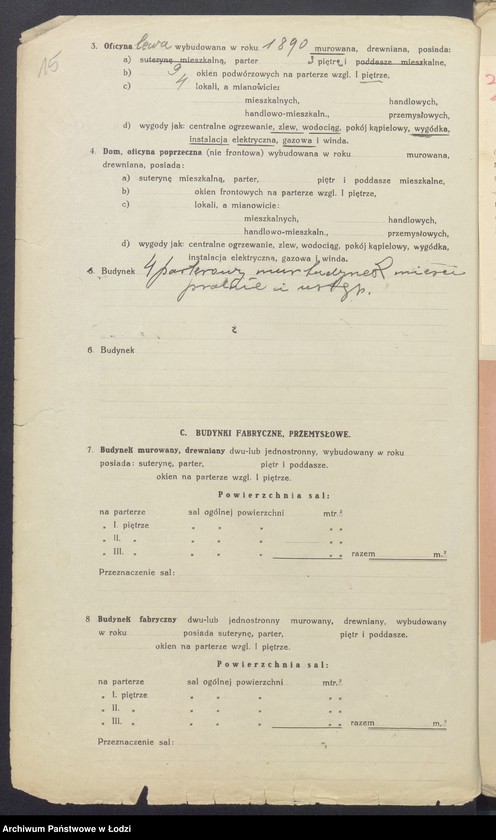 15
3. Oficyna lewa wybudowana w roku 1890 murowana, drewniana, posiada:
a) suterynę mieszkalną, parter 3 piętr i poddasze mieszkalne,
b) 9 okien podwórzowych na parterze wzgl. I piętrze,
c) 4 lokali, a mianowicie:
mieszkalnych, handlowych,
handlowo-mieszkaln., przemysłowych,
d) wygody jak: centralne ogrzewanie, zlew, wodociąg, pokój kąpielowy, wygódka,
instalacja elektryczna, gazowa i winda.
4. Dom, oficyna poprzeczna (nie frontowa) wybudowana w roku murowana,
drewniana, posiada:
a) suterynę mieszkalną, parter, piętr i poddasze mieszkalne,
b) okien frontowych na parterze wzgl. I piętrze,
c) lokali, a mianowicie:
mieszkalnych, handlowych,
handlowo-mieszkaln., przemysłowych,
d) wygody jak: centralne ogrzewanie, zlew, wodociąg, pokój kąpielowy, wygódka,
instalacja elektryczna, gazowa i winda.
5. Budynek 4 parterowy mur budynek mieści
pralnie i ustęp.
6. Budynek
C. BUDYNKI FABRYCZNE, PRZEMYSŁOWE.
7. Budynek murowany, drewniany dwu-lub jednostronny, wybudowany w roku
posiada: suterynę, parter, piętr i poddasze.
okien na parterze wzgl. I piętrze.
Powierzchnia sal:
na parterze sal ogólnej powierzchni mtr.²
„ I. piętrze „ „ „ „ „
„ II. „ „ „ „ „ „
„ III. „ „ „ „ „ „ razem m.²
Przeznaczenie sal:
8 Budynek fabryczny dwu-lub jednostronny murowany, drewniany, wybudowany
w roku posiada suterynę, parter, piętr i poddasze.
okien na parterze wzgl. I piętrze.
Powierzchnia sal:
na parterze sal ogólnej powierzchni mtr.²
„ I. piętrze „ „ „ „ „
„ II. „ „ „ „ „ „
„ III. „ „ „ „ „ „ razem m.²
Przeznaczenie sal:
Archiwum Państwowe w Łodzi